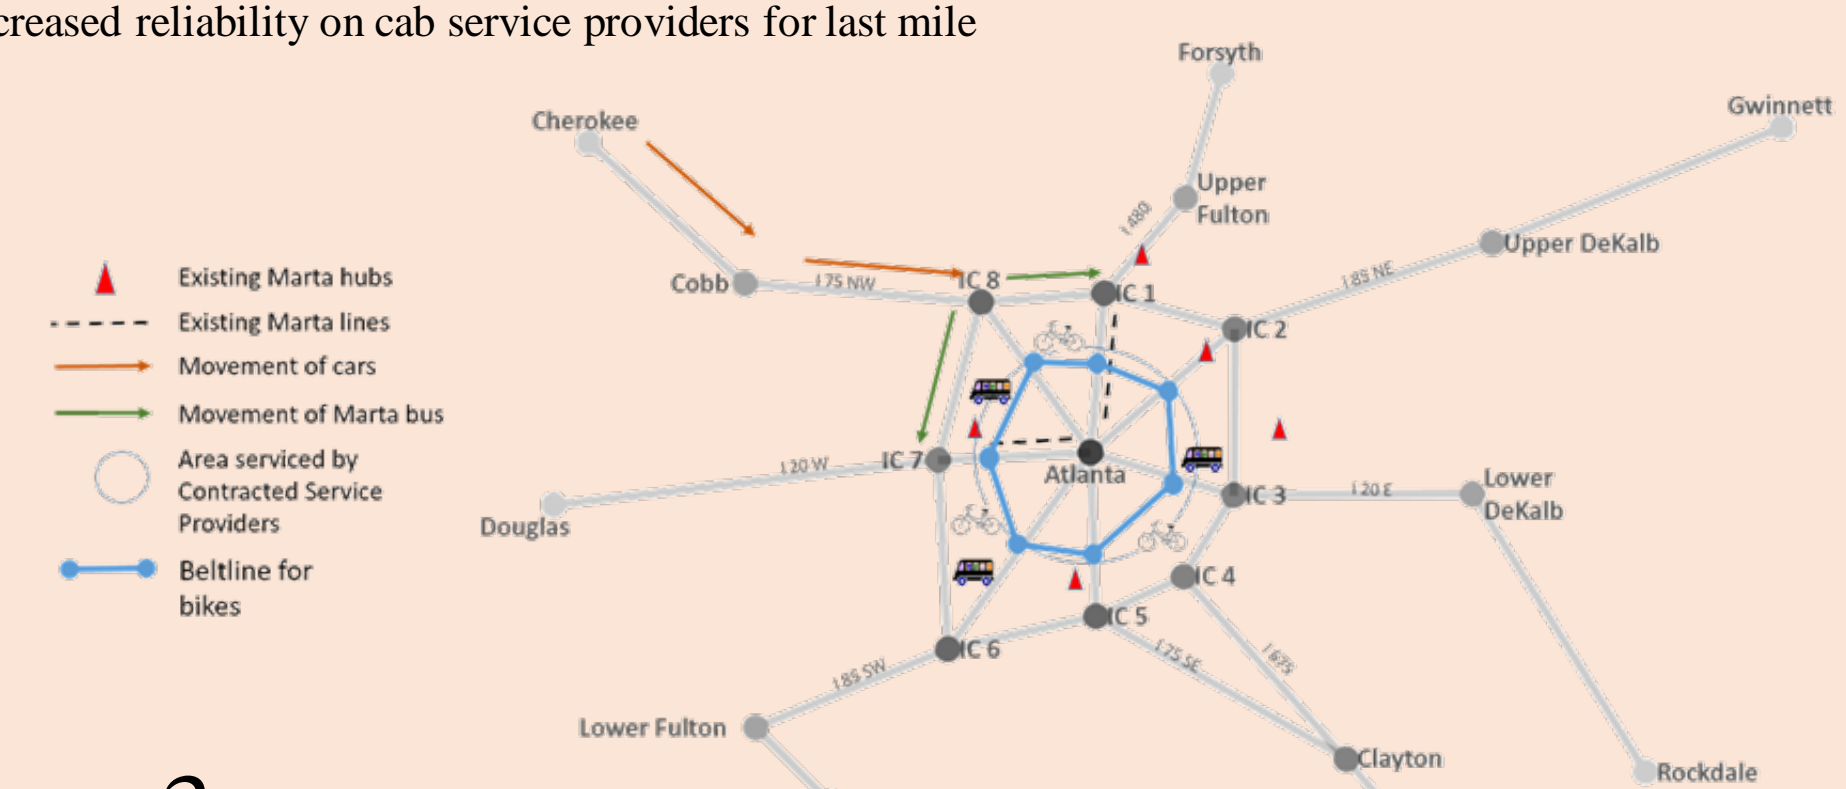 creased reliability on cab service providers for last mile
Forsyth
Gwinnett
Cherokee
Upper
Fulton
I 480
Upper DeKalb
Existing Marta hubs
Cobb
I 75 NW
IC 8
IC 1
I 85 NE
IC 2
Existing Marta lines
Movement of cars
Movement of Marta bus
Area serviced by
Contracted Service
Providers
I 20 W
IC 7
Atlanta
IC 3
I 20 E
Lower
DeKalb
Douglas
Beltline for
bikes
IC 4
IC 5
IC 6
I 75 SE
I 675
I 85 SW
Lower Fulton
Clayton
Rockdale